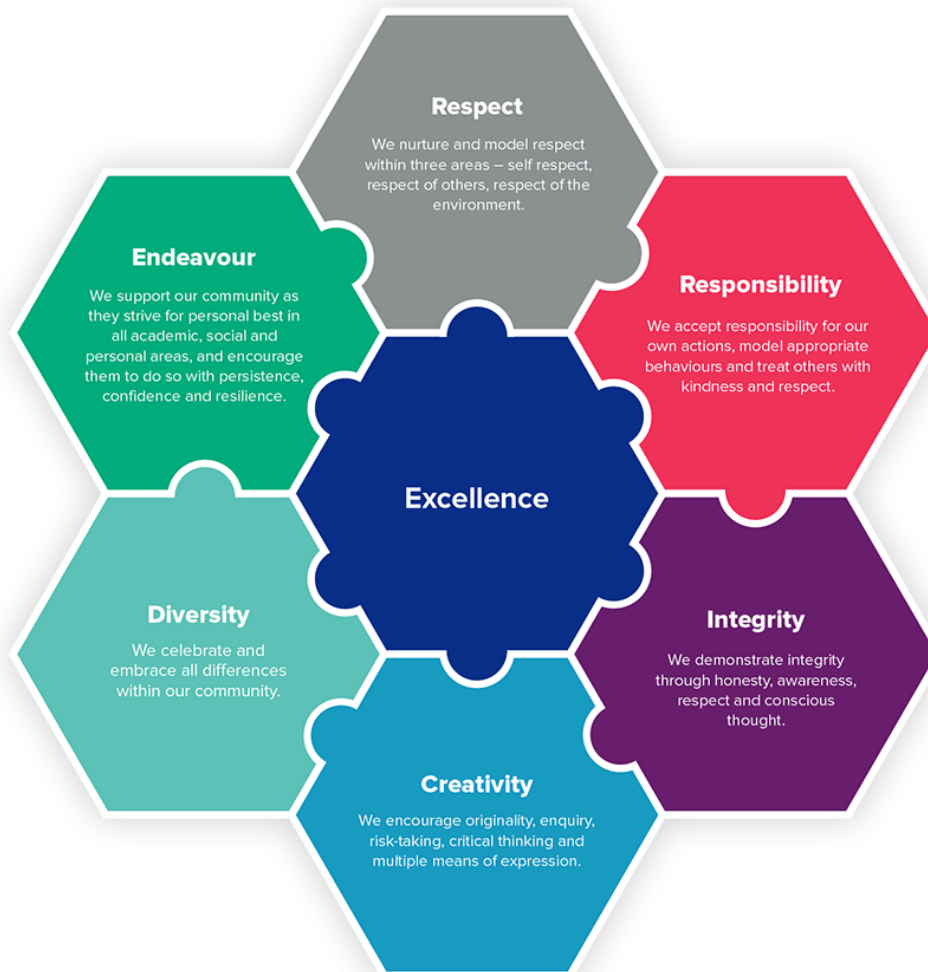 Respect
We nurture and model respect
within three areas – self respect,
respect of others, respect of the
environment.
Endeavour
We support our community as
they strive for personal best in
all academic, social and
personal areas, and encourage
them to do so with persistence,
confidence and resilience.
Responsibility
We accept responsibility for our
own actions, model appropriate
behaviours and treat others with
kindness and respect.
Excellence
Diversity
We celebrate and
embrace all differences
within our community.
Integrity
We demonstrate integrity
through honesty, awareness,
respect and conscious
thought.
Creativity
We encourage originality, enquiry,
risk-taking, critical thinking and
multiple means of expression.